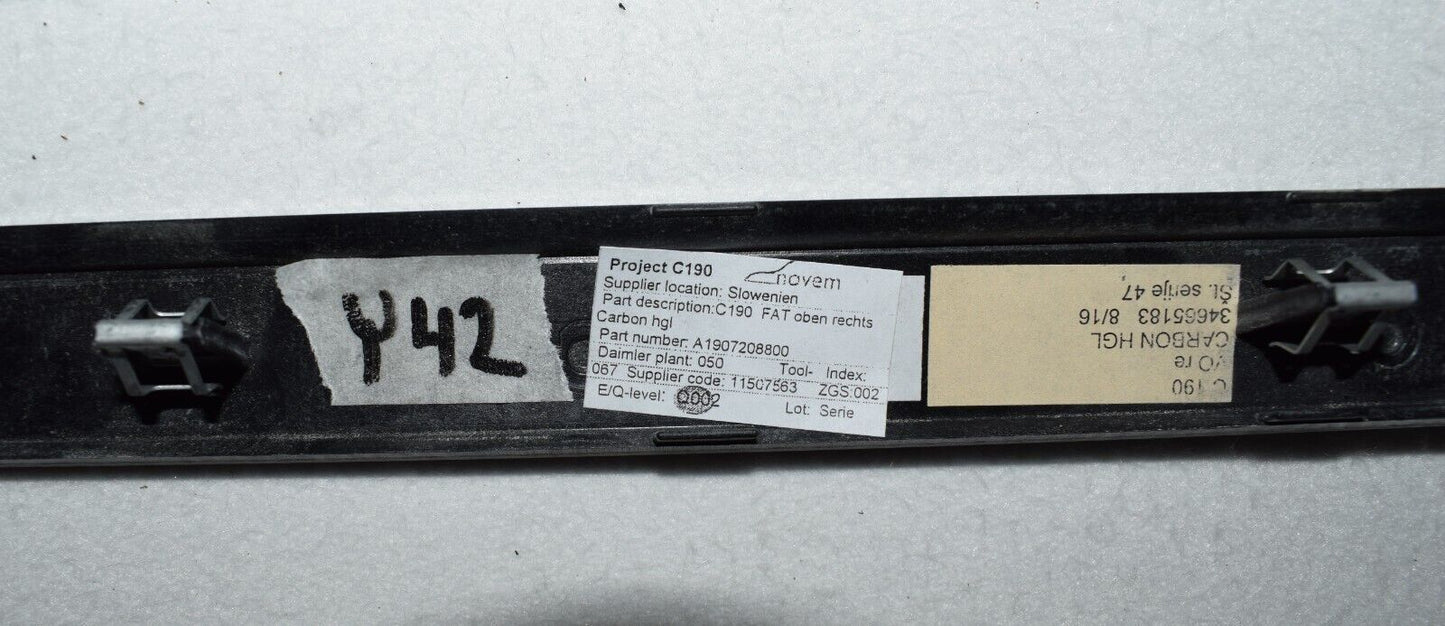 Y42
Project C190 novem
Supplier location: Slowenien
Part description:C190 FAT oben rechts
Carbon hgl
Part number: A1907208800
Daimler plant: 050 Tool- Index:
067 Supplier code: 11507563 ZGS:002
E/Q-level: Q002 Lot: Serie
C 190
VO re
CARBON HGL
34665183 8/16
Št. serije 47,